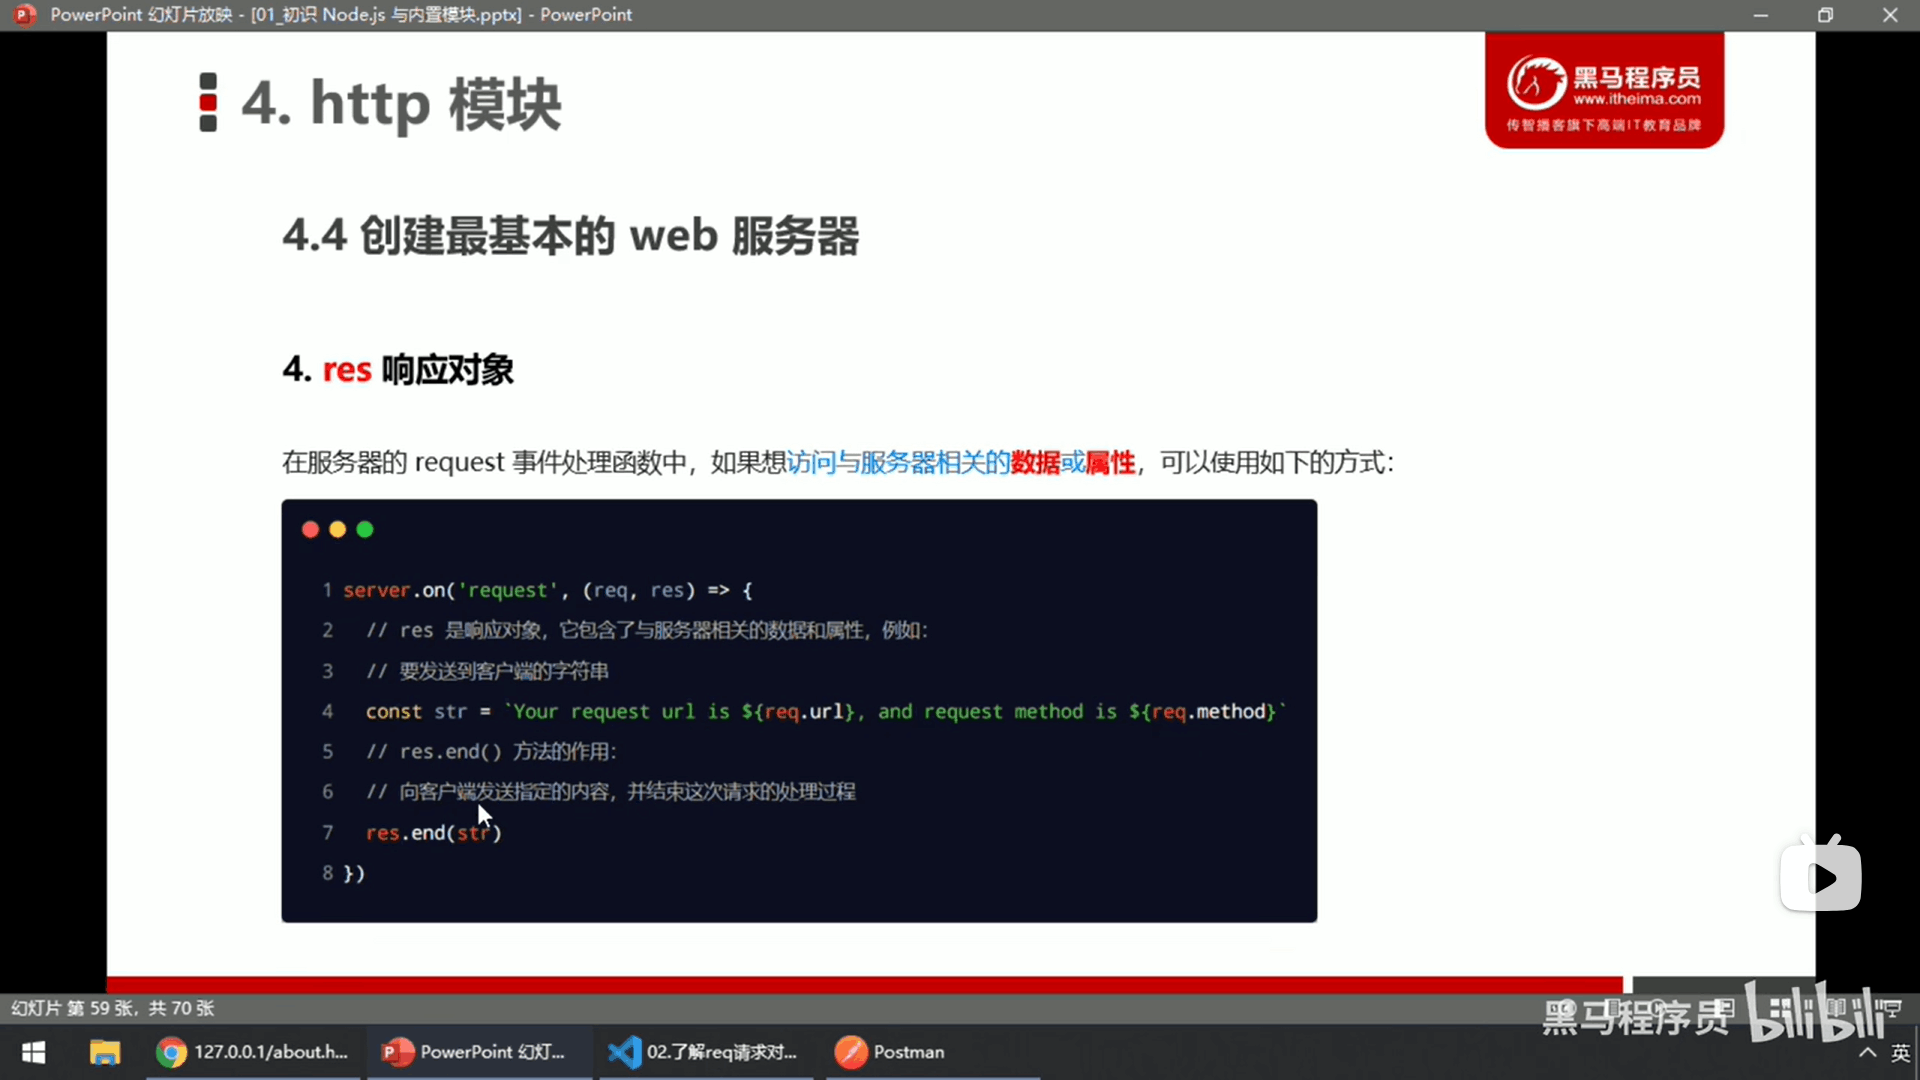 PowerPoint 幻灯片放映 - [01_初识 Node.js 与内置模块.pptx] - PowerPoint
4. http 模块
黑马程序员
www.itheima.com
传智播客旗下高端IT教育品牌
4.4 创建最基本的 web 服务器
4. res 响应对象
在服务器的 request 事件处理函数中，如果想访问与服务器相关的数据或属性，可以使用如下的方式：
1 server.on('request', (req, res) => {
2 // res 是响应对象，它包含了与服务器相关的数据和属性，例如：
3 // 要发送到客户端的字符串
4 const str = `Your request url is ${req.url}, and request method is ${req.method}`
5 // res.end() 方法的作用：
6 // 向客户端发送指定的内容，并结束这次请求的处理过程
7 res.end(str)
8 })
幻灯片 第 59 张，共 70 张
黑马程序员 bilibili
127.0.0.1/about.h...
PowerPoint 幻灯...
02.了解req请求对...
Postman
英